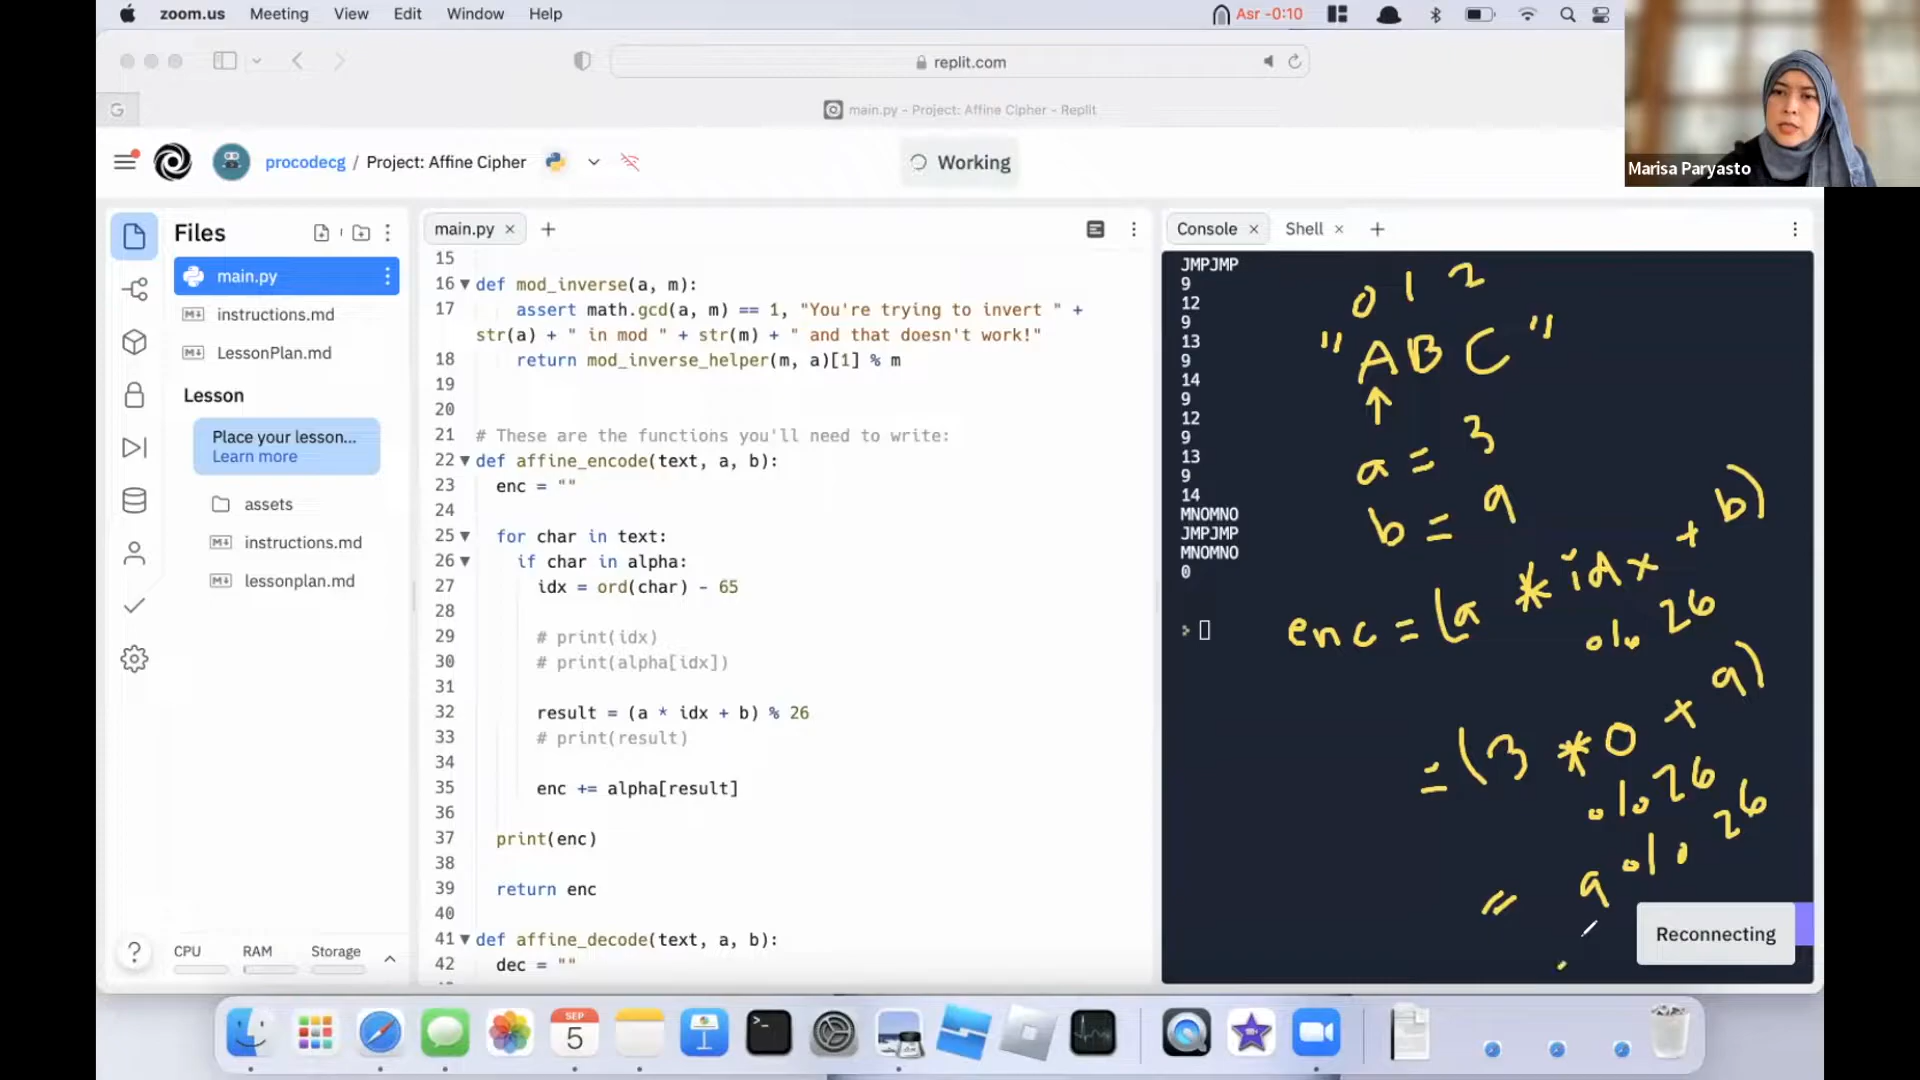 zoom.us Meeting View Edit Window Help Asr -0:10
replit.com
G main.py - Project: Affine Cipher - Replit
procodecg / Project: Affine Cipher Working
Marisa Paryasto
Files
main.py
instructions.md
LessonPlan.md
Lesson
Place your lesson...
Learn more
assets
instructions.md
lessonplan.md
? CPU RAM Storage
main.py × +
15
16 def mod_inverse(a, m):
17 assert math.gcd(a, m) == 1, "You're trying to invert " +
str(a) + " in mod " + str(m) + " and that doesn't work!"
18 return mod_inverse_helper(m, a)[1] % m
19
20
21 # These are the functions you'll need to write:
22 def affine_encode(text, a, b):
23 enc = ""
24
25 for char in text:
26 if char in alpha:
27 idx = ord(char) - 65
28
29 # print(idx)
30 # print(alpha[idx])
31
32 result = (a * idx + b) % 26
33 # print(result)
34
35 enc += alpha[result]
36
37 print(enc)
38
39 return enc
40
41 def affine_decode(text, a, b):
42 dec = ""
Console × Shell × +
JMPJMP
9
12
9
13
9
14
9
12
9
13
9
14
MNOMNO
JMPJMP
MNOMNO
0
0 1 2
"ABC"
a = 3
b = 9
enc = (a * idx + b)
% 26
= (3 * 0 + 9)
% 26
= 9 % 26
Reconnecting
SEP
5